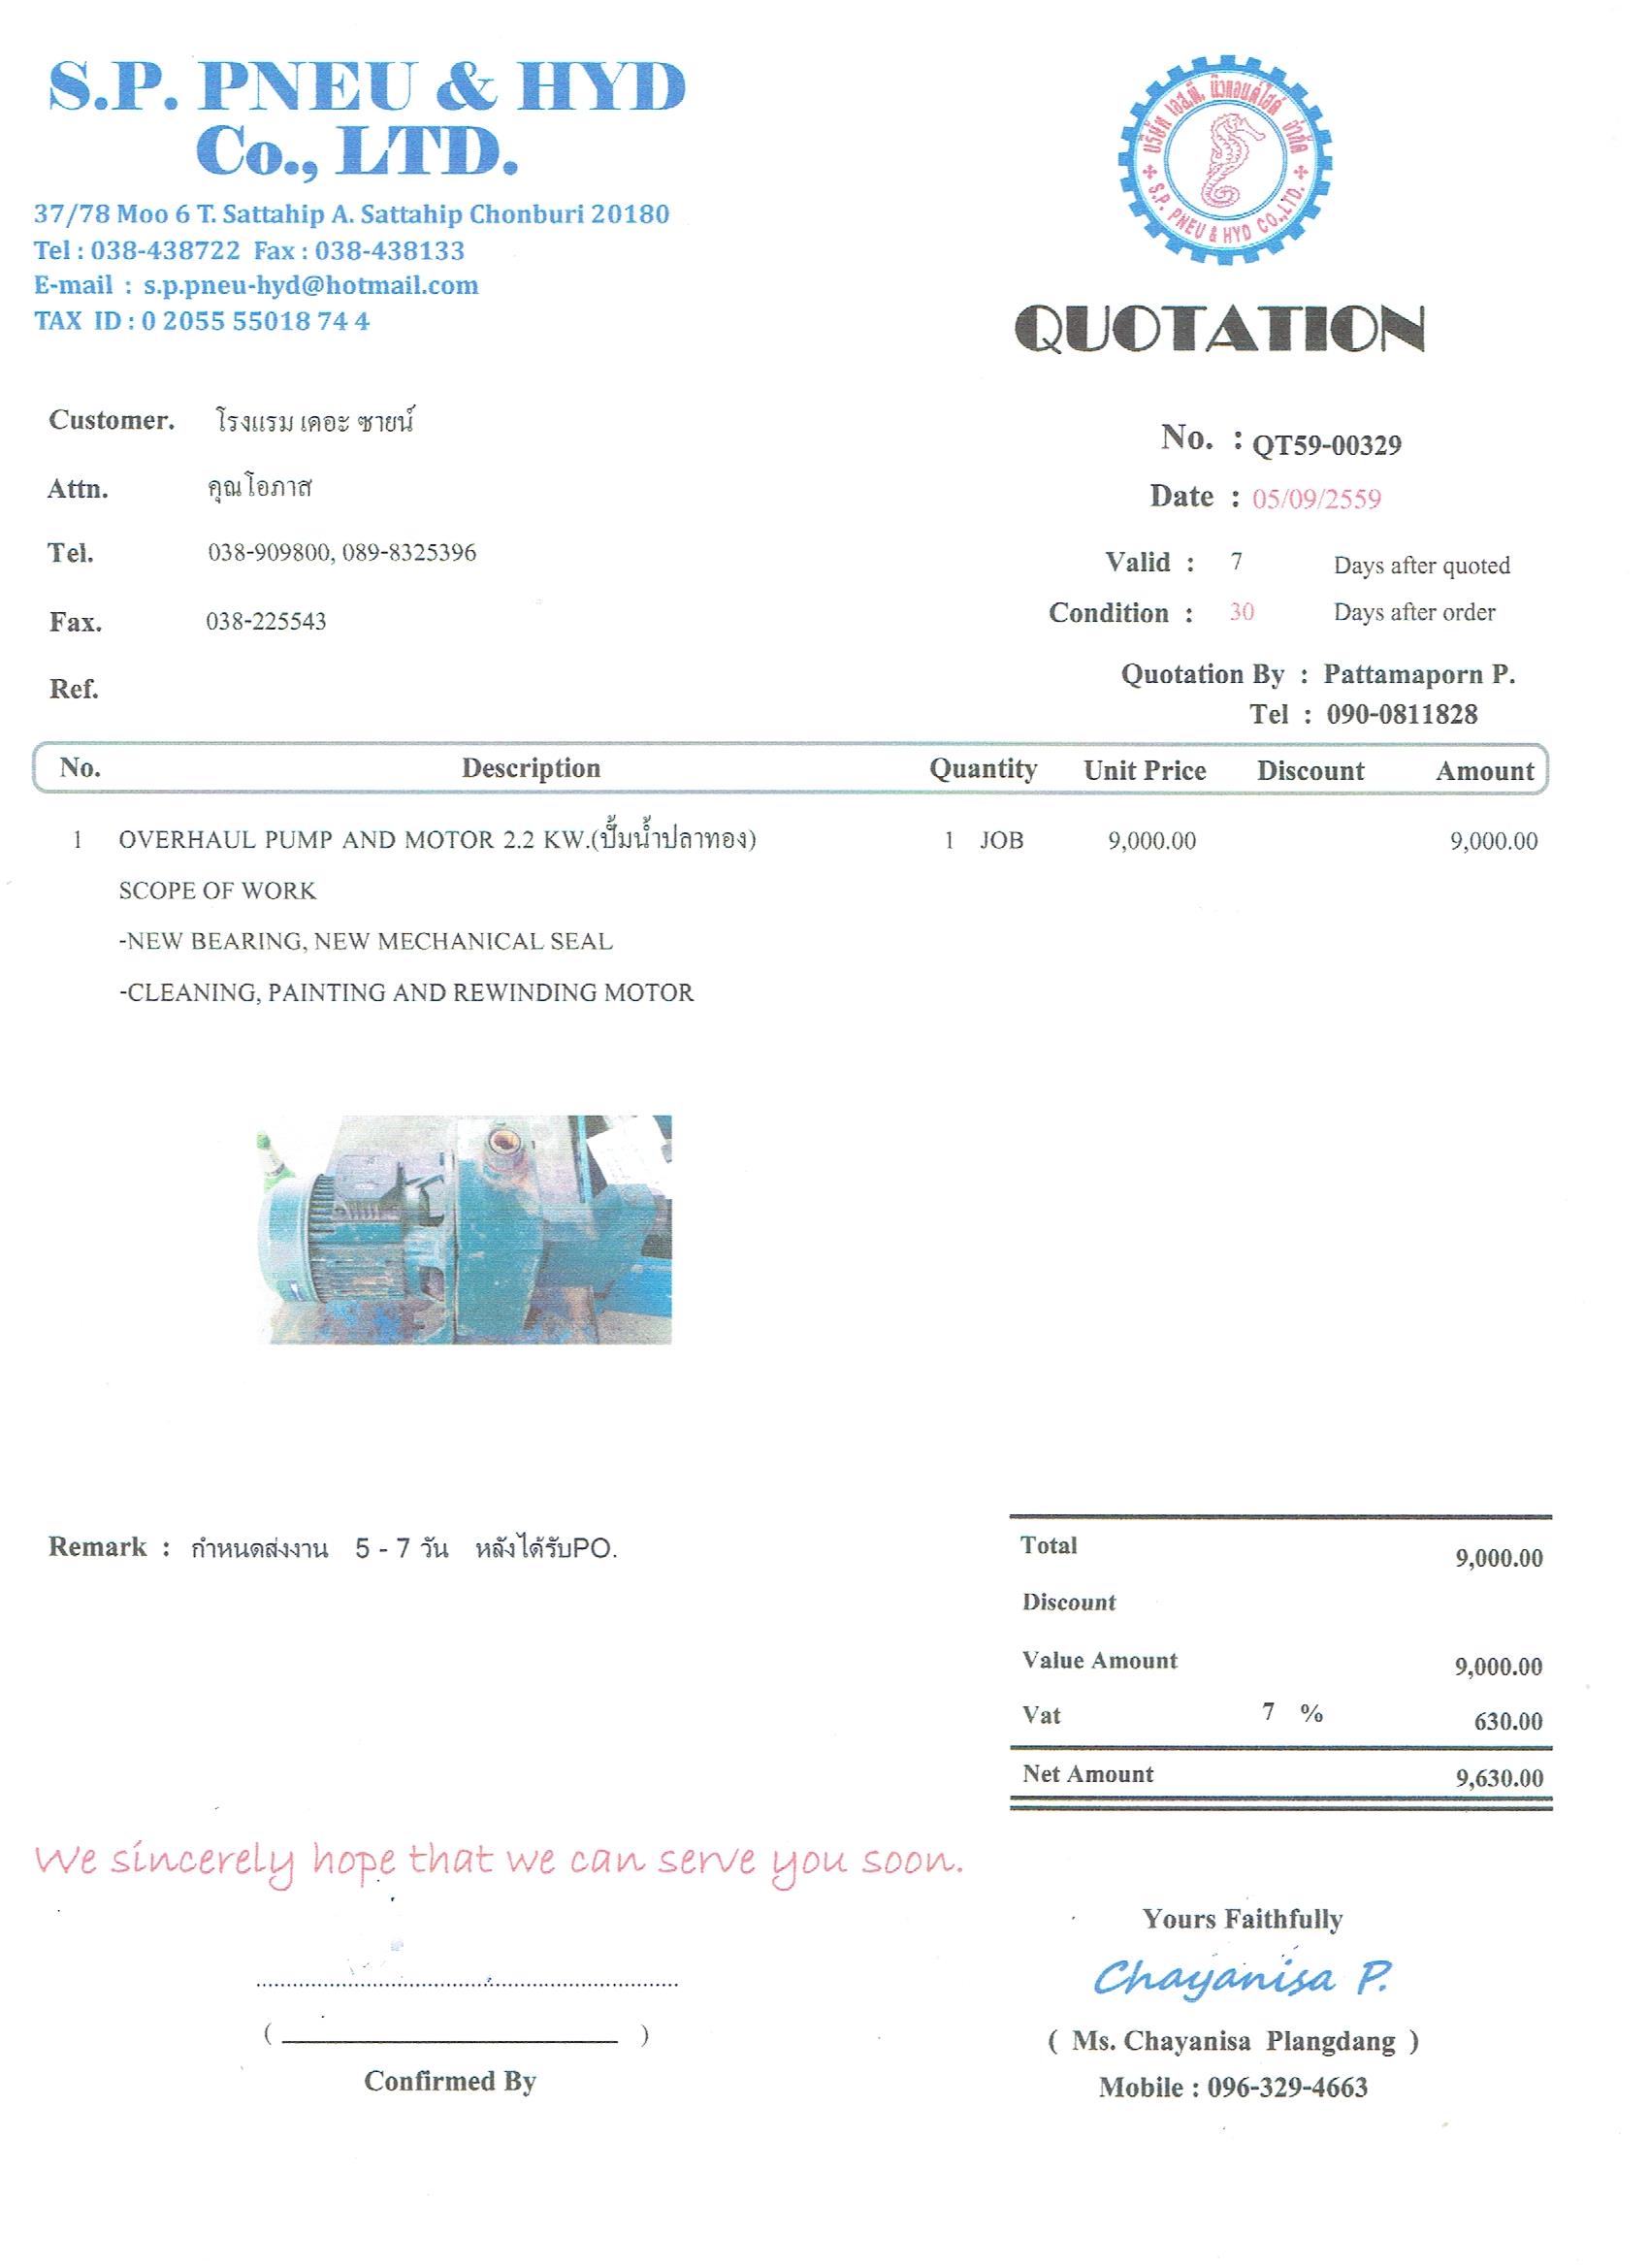 S.P. PNEU & HYD
Co., LTD.
37/78 Moo 6 T. Sattahip A. Sattahip Chonburi 20180
Tel : 038-438722 Fax : 038-438133
E-mail : s.p.pneu-hyd@hotmail.com
TAX ID : 0 2055 55018 74 4
บริษัท เอส.พี. นิวแอนด์ไฮด์ จำกัด
S.P. PNEU & HYD CO.,LTD.
QUOTATION
Customer. โรงแรม เดอะ ซายน์
Attn. คุณโอภาส
Tel. 038-909800, 089-8325396
Fax. 038-225543
Ref.
No. : QT59-00329
Date : 05/09/2559
Valid : 7 Days after quoted
Condition : 30 Days after order
Quotation By : Pattamaporn P.
Tel : 090-0811828
No. Description Quantity Unit Price Discount Amount
1 OVERHAUL PUMP AND MOTOR 2.2 KW.(ปั๊มน้ำปลาทอง) 1 JOB 9,000.00 9,000.00
SCOPE OF WORK
-NEW BEARING, NEW MECHANICAL SEAL
-CLEANING, PAINTING AND REWINDING MOTOR
Remark : กำหนดส่งงาน 5 - 7 วัน หลังได้รับPO.
Total 9,000.00
Discount
Value Amount 9,000.00
Vat 7 % 630.00
Net Amount 9,630.00
We sincerely hope that we can serve you soon.
Yours Faithfully
Chayanisa P.
( Ms. Chayanisa Plangdang )
Mobile : 096-329-4663
( )
Confirmed By